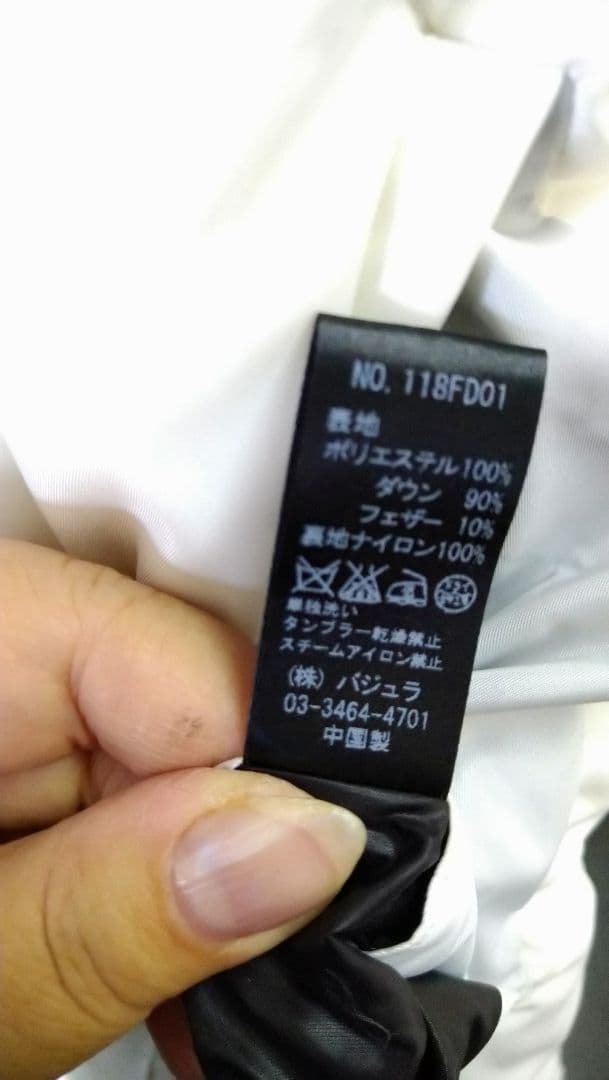 NO. 118FD01
表地
ポリエステル100%
ダウン 90%
フェザー 10%
裏地ナイロン100%
単独洗い
タンブラー乾燥禁止
スチームアイロン禁止
(株) バジュラ
03-3464-4701
中国製